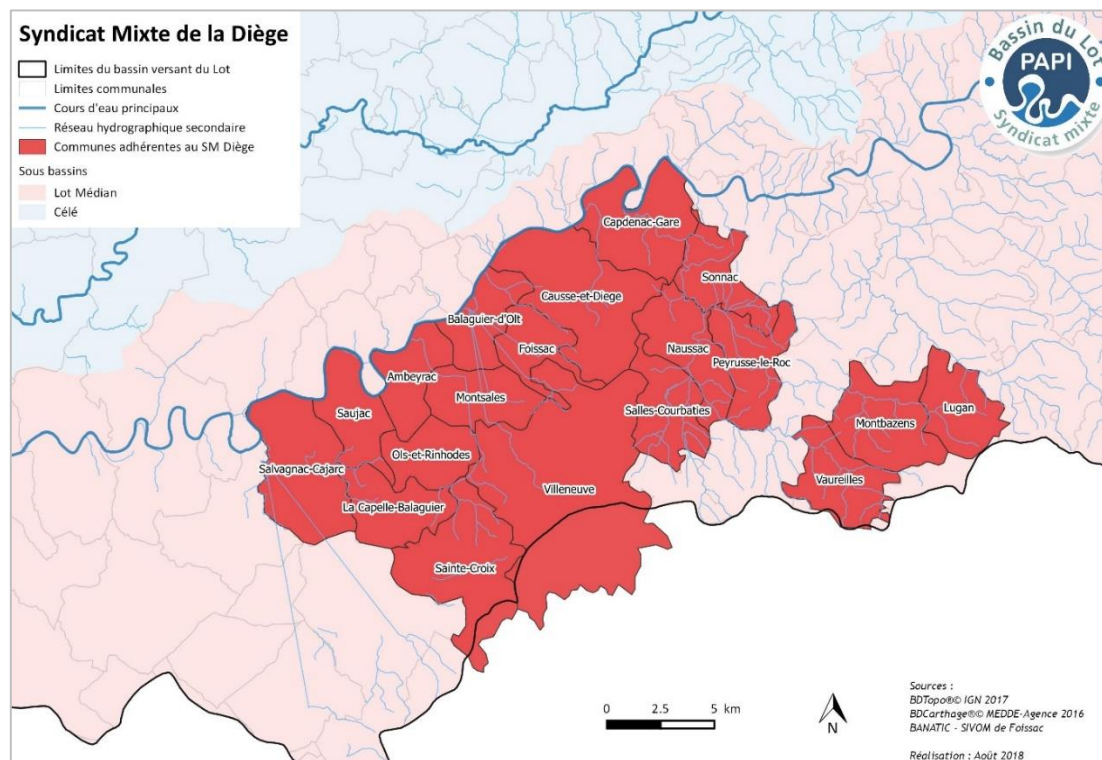 Syndicat Mixte de la Diège
Limites du bassin versant du Lot
Limites communales
Cours d'eau principaux
Réseau hydrographique secondaire
Communes adhérentes au SM Diège
Sous bassins
Lot Médian
Célé
Bassin du Lot
PAPI
Syndicat mixte
Capdenac-Gare
Sonnac
Causse-et-Diege
Balaguier-d'Olt
Foissac
Naussac
Peyrusse-le-Roc
Ambeyrac
Montsales
Saujac
Salles-Courbaties
Lugan
Montbazens
Ols-et-Rinhodes
Salvagnac-Cajarc
Villeneuve
Vaureilles
La Capelle-Balaguier
Sainte-Croix
0 2.5 5 km
N
Sources :
BDTopo®© IGN 2017
BDCarthage®© MEDDE-Agence 2016
BANATIC - SIVOM de Foissac
Réalisation : Août 2018